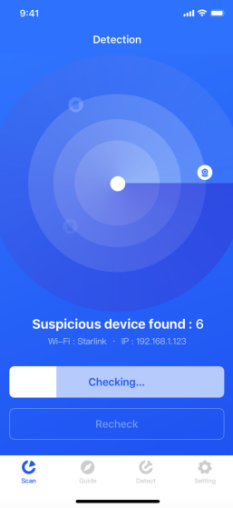 9:41
Detection
Suspicious device found : 6
Wi-Fi : Starlink · IP : 192.168.1.123
Checking...
Recheck
Scan Guide Detect Setting